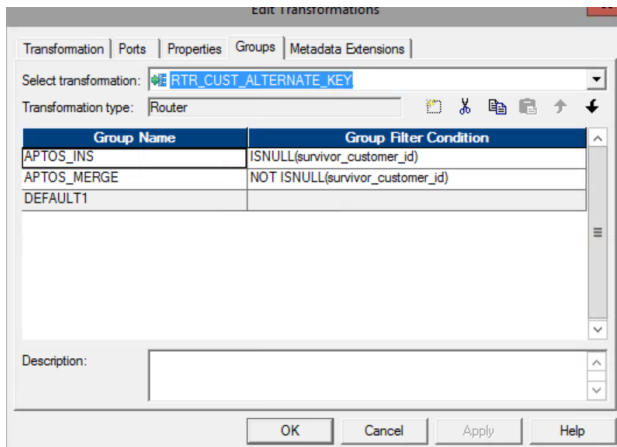 Edit Transformations
Transformation Ports Properties Groups Metadata Extensions
Select transformation: RTR_CUST_ALTERNATE_KEY
Transformation type: Router
Group Name Group Filter Condition
APTOS_INS ISNULL(survivor_customer_id)
APTOS_MERGE NOT ISNULL(survivor_customer_id)
DEFAULT1
Description:
OK Cancel Apply Help